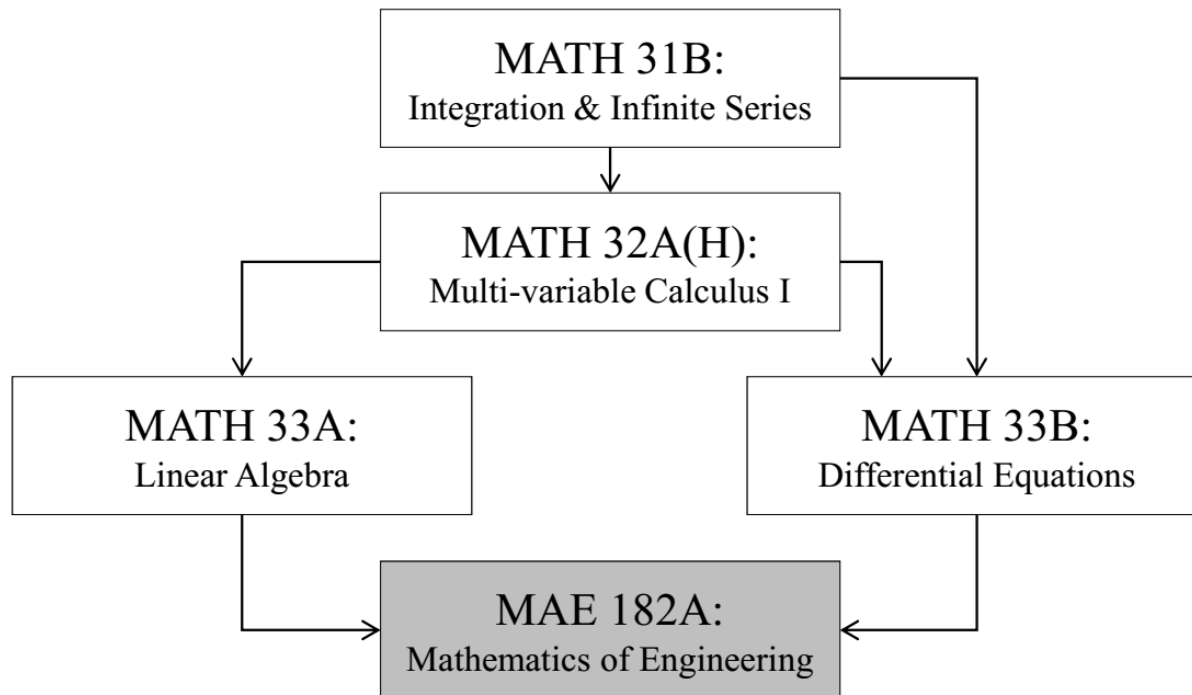 MATH 31B:
Integration & Infinite Series
MATH 32A(H):
Multi-variable Calculus I
MATH 33A:
Linear Algebra
MATH 33B:
Differential Equations
MAE 182A:
Mathematics of Engineering